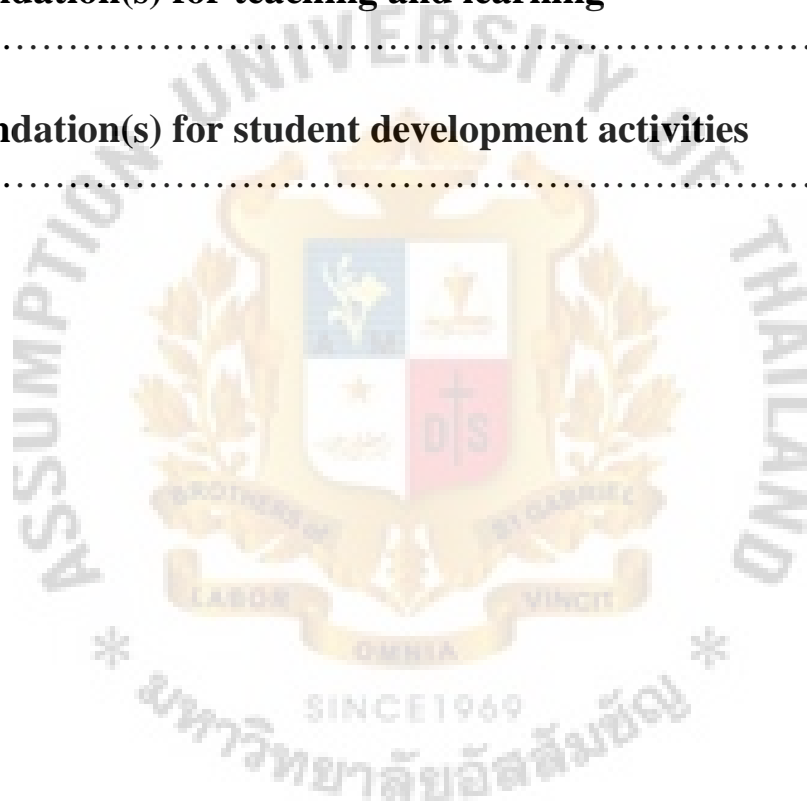 ndation(s) for teaching and learning
……………………………………………………………
ndation(s) for student development activities
……………………………………………………………
ASSUMPTION UNIVERSITY OF THAILAND
A M
D S
BROTHERS of ST GABRIEL
LABOR OMNIA VINCIT
SINCE1969
* มหาวิทยาลัยอัสสัมชัญ *